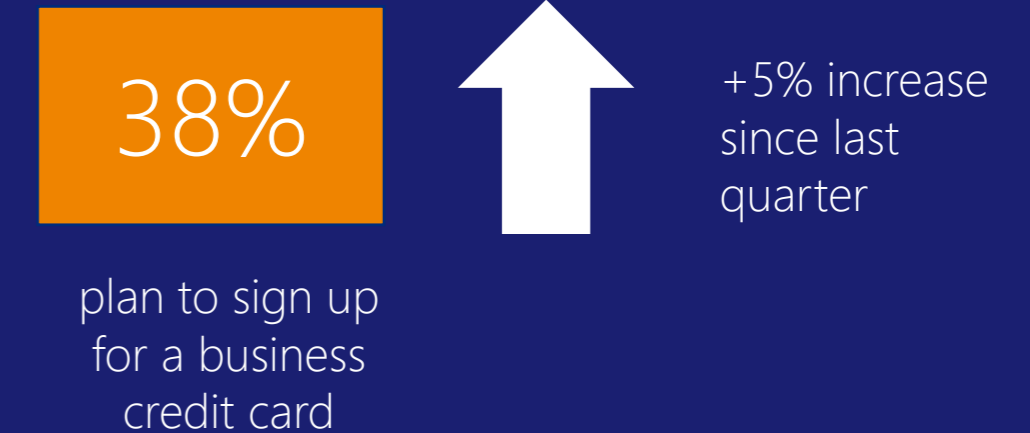 38%
plan to sign up
for a business
credit card
+5% increase
since last
quarter